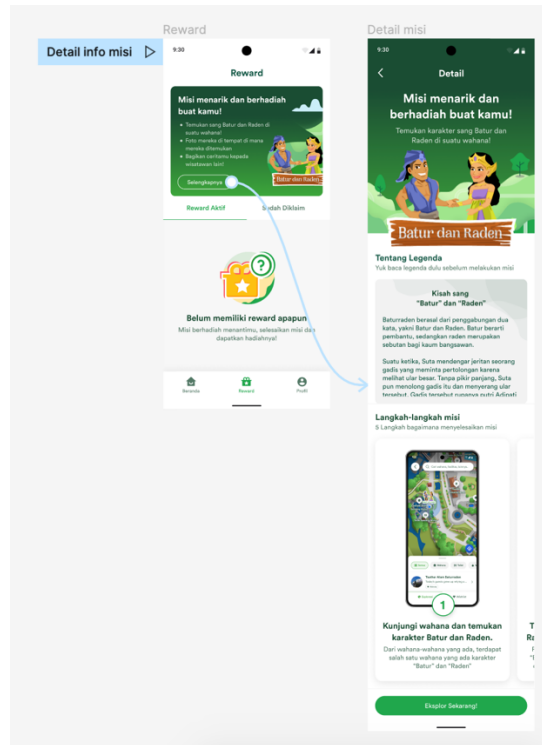 Reward
Detail misi
Detail info misi
9:30
Reward
Misi menarik dan berhadiah
buat kamu!
Temukan sang Batur dan Raden di
suatu wahana!
Foto mereka di tempat di mana
mereka ditemukan
Bagikan ceritamu kepada
wisatawan lain!
Selengkapnya
Batur dan Raden
Reward Aktif
Sudah Diklaim
?
Belum memiliki reward apapun
Misi berhadiah menantimu, selesaikan misi dan
dapatkan hadiahnya!
Beranda
Reward
Profil
9:30
Detail
Misi menarik dan
berhadiah buat kamu!
Temukan karakter sang Batur dan
Raden di suatu wahana!
Batur dan Raden
Tentang Legenda
Yuk baca legenda dulu sebelum melakukan misi
Kisah sang
"Batur" dan "Raden"
Baturraden berasal dari penggabungan dua
kata, yakni Batur dan Raden. Batur berarti
pembantu, sedangkan raden merupakan
sebutan bagi kaum bangsawan.
Suatu ketika, Suta mendengar jeritan seorang
gadis yang meminta pertolongan karena
melihat ular besar. Tanpa pikir panjang, Suta
pun menolong gadis itu dan menyerang ular
tersebut. Gadis tersebut rupanya putri Adipati
Langkah-langkah misi
5 Langkah bagaimana menyelesaikan misi
1
Kunjungi wahana dan temukan
karakter Batur dan Raden.
Dari wahana-wahana yang ada, terdapat
salah satu wahana yang ada karakter
"Batur" dan "Raden"
Eksplor Sekarang!